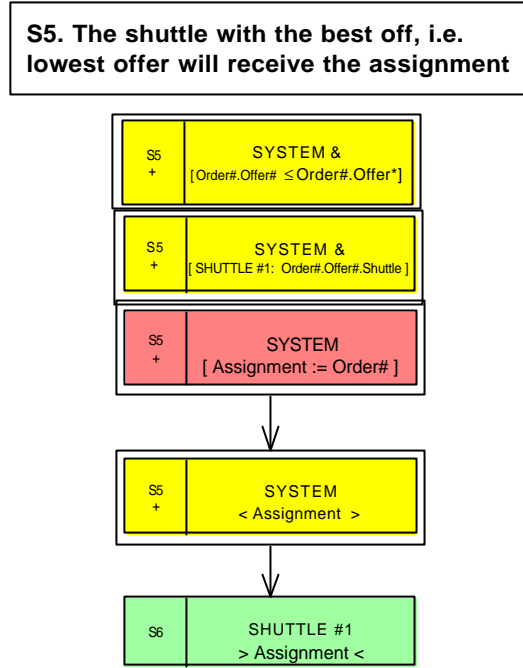 S5. The shuttle with the best off, i.e.
lowest offer will receive the assignment
S5
+
SYSTEM &
[ Order#.Offer# ≤ Order#.Offer*]
S5
+
SYSTEM &
[ SHUTTLE #1: Order#.Offer#.Shuttle ]
S5
+
SYSTEM
[ Assignment := Order# ]
S5
+
SYSTEM
< Assignment >
S6
SHUTTLE #1
> Assignment <